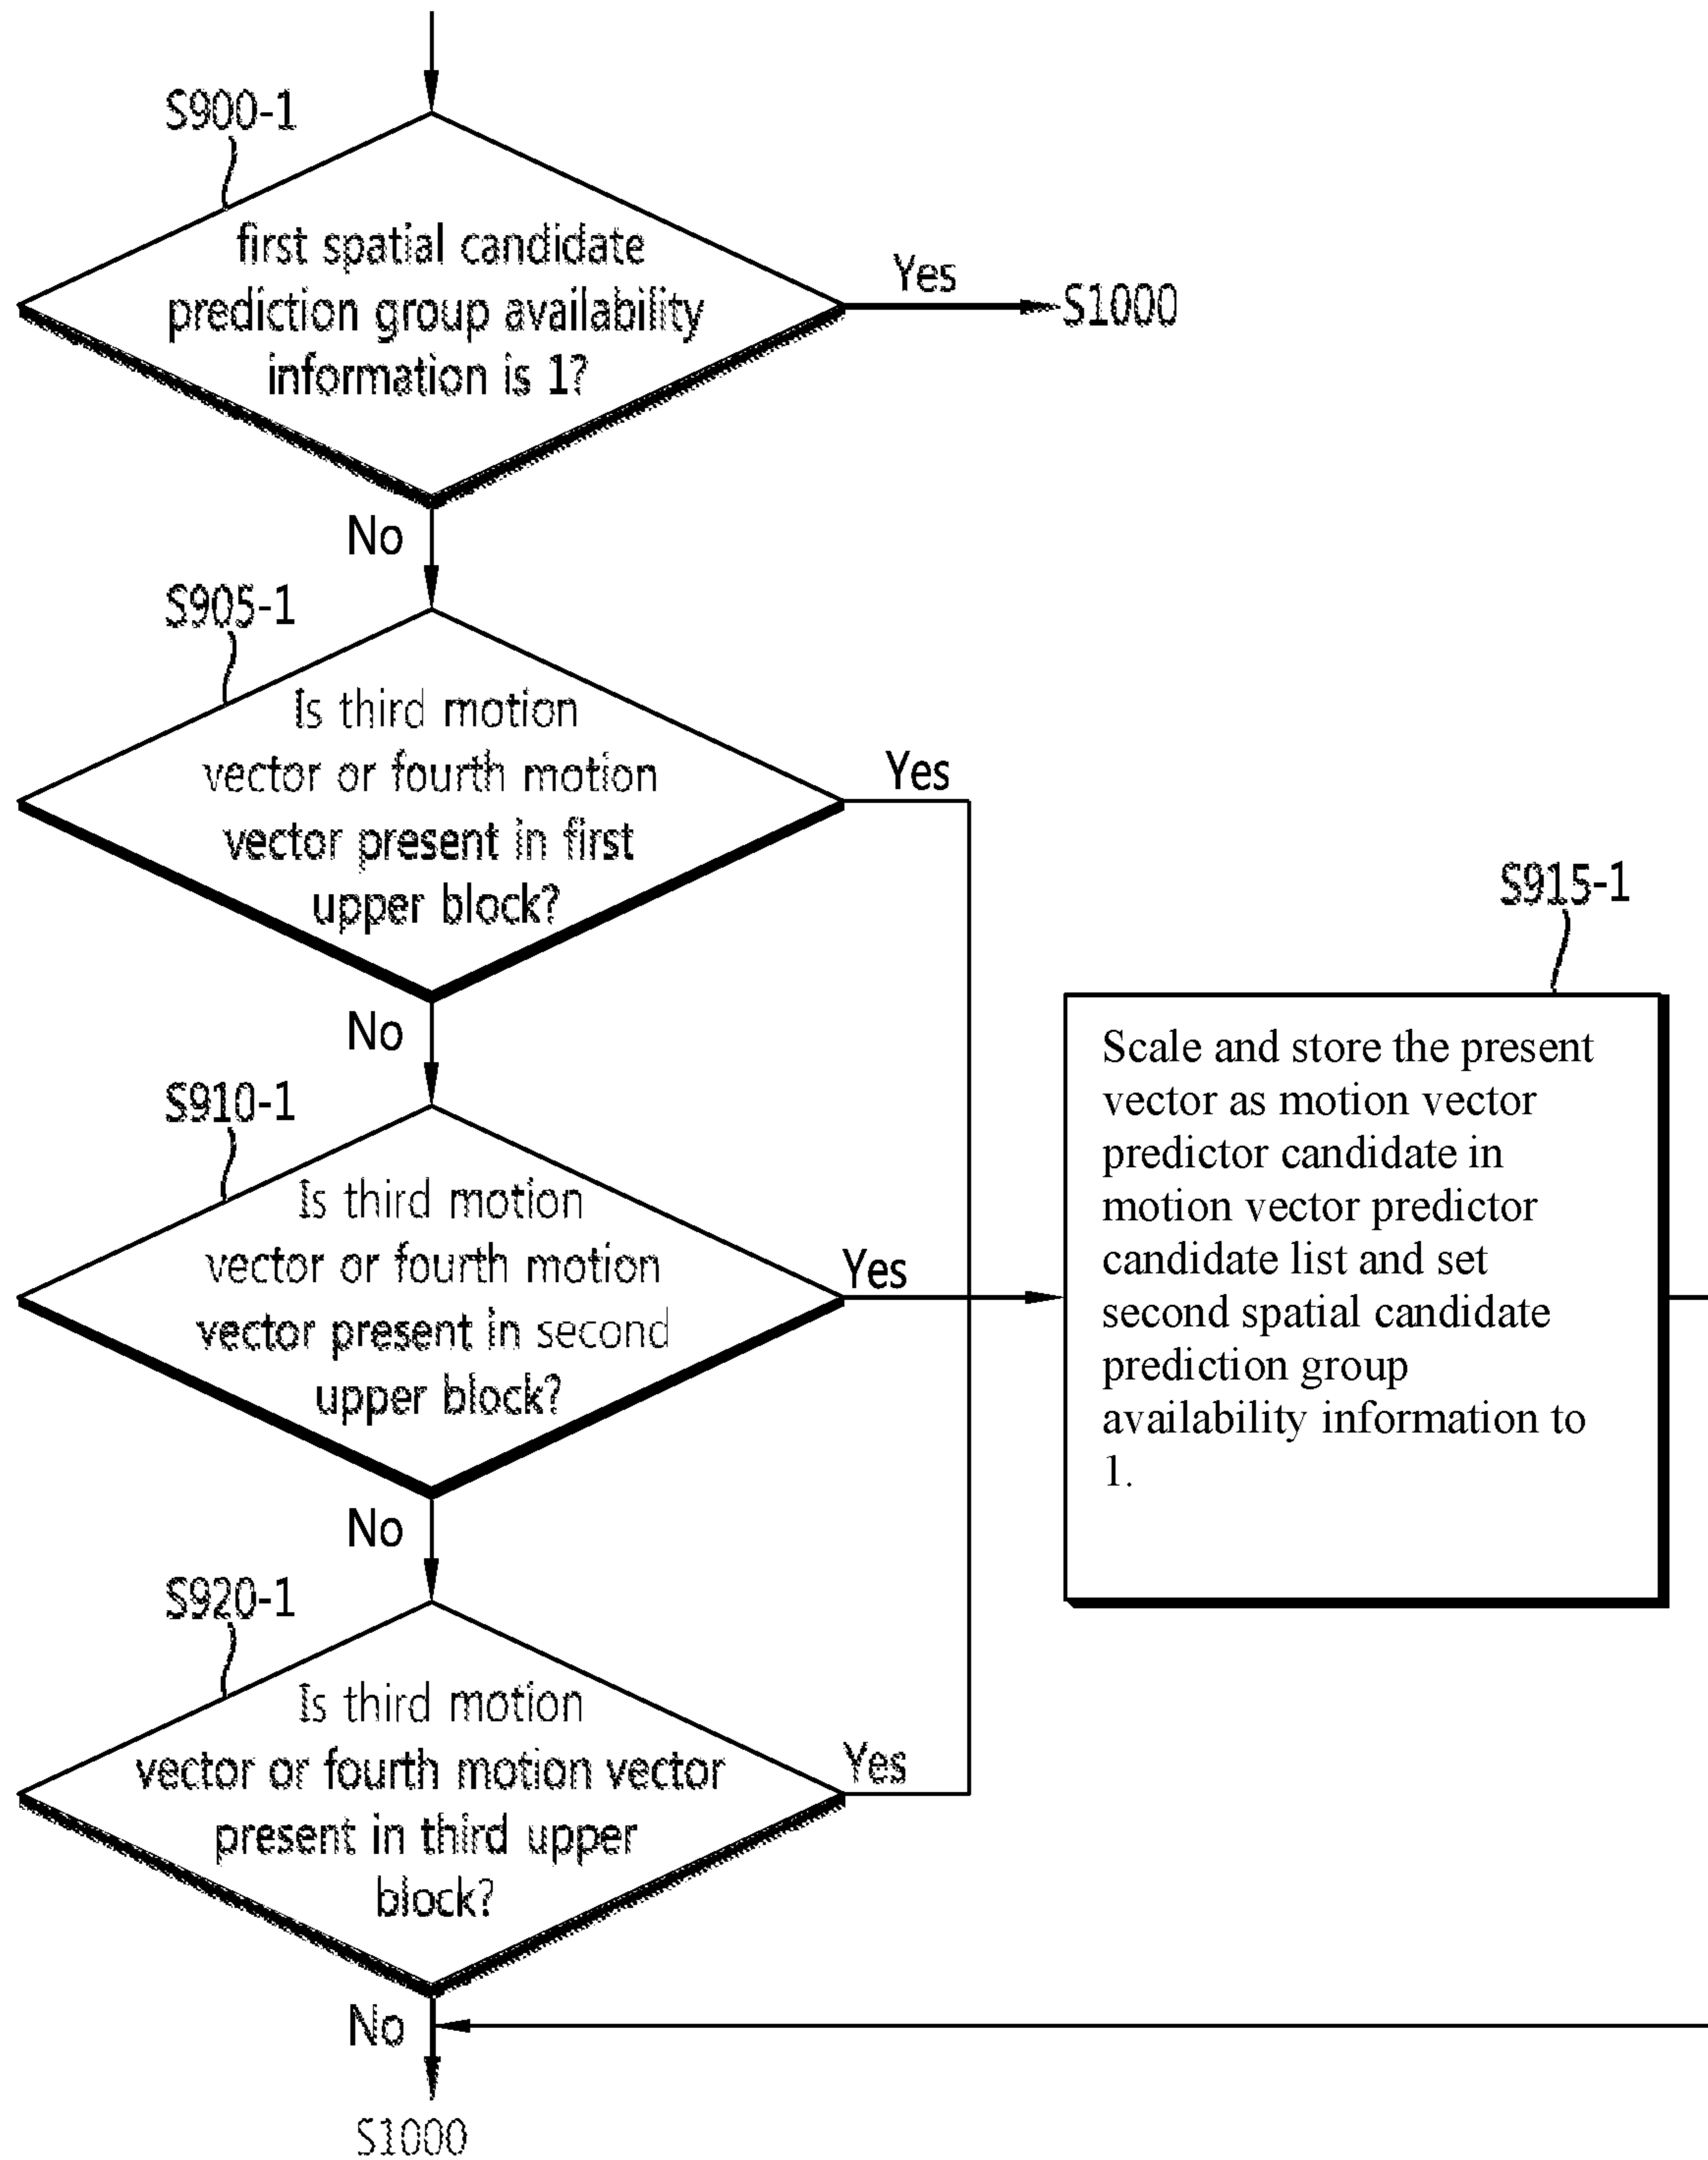 S900-1
first spatial candidate
prediction group availability
information is 1?
Yes
S1000
No
S905-1
Is third motion
vector or fourth motion
vector present in first
upper block?
Yes
No
S910-1
Is third motion
vector or fourth motion
vector present in second
upper block?
Yes
S915-1
Scale and store the present
vector as motion vector
predictor candidate in
motion vector predictor
candidate list and set
second spatial candidate
prediction group
availability information to
1.
No
S920-1
Is third motion
vector or fourth motion vector
present in third upper
block?
Yes
No
S1000